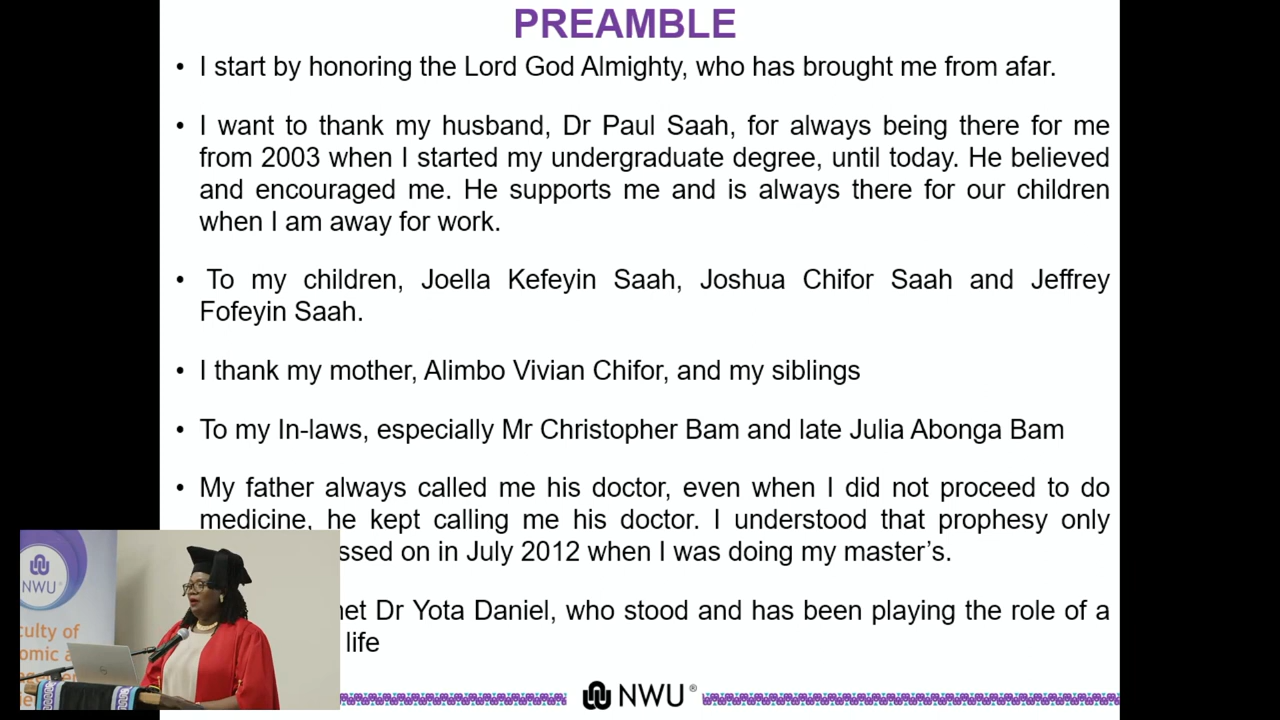 PREAMBLE
• I start by honoring the Lord God Almighty, who has brought me from afar.
• I want to thank my husband, Dr Paul Saah, for always being there for me
from 2003 when I started my undergraduate degree, until today. He believed
and encouraged me. He supports me and is always there for our children
when I am away for work.
• To my children, Joella Kefeyin Saah, Joshua Chifor Saah and Jeffrey
Fofeyin Saah.
• I thank my mother, Alimbo Vivian Chifor, and my siblings
• To my In-laws, especially Mr Christopher Bam and late Julia Abonga Bam
• My father always called me his doctor, even when I did not proceed to do
medicine, he kept calling me his doctor. I understood that prophesy only
ssed on in July 2012 when I was doing my master's.
Dr Yota Daniel, who stood and has been playing the role of a
life
NWU®
NWU
culty of